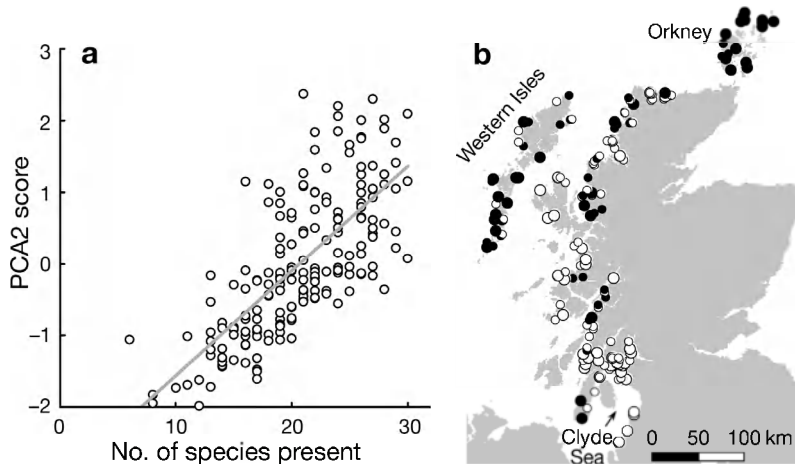 a
3
2
1
0
−1
−2
PCA2 score
0
10
20
30
No. of species present
b
Orkney
Western Isles
Clyde
Sea
0 50 100 km